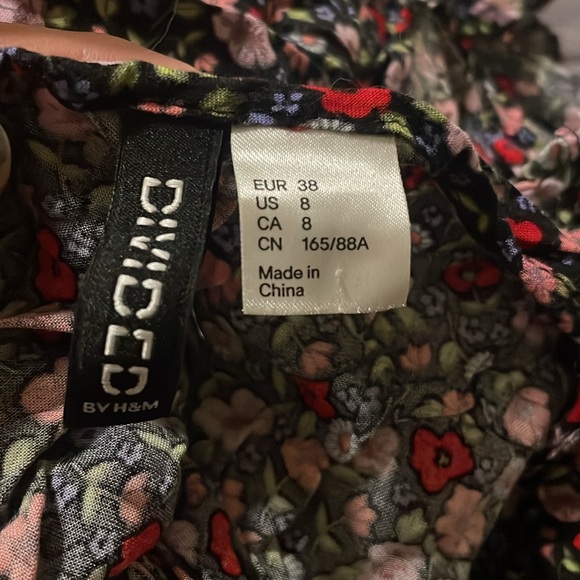 DIVIDED
BY H&M
EUR 38
US 8
CA 8
CN 165/88A
Made in
China